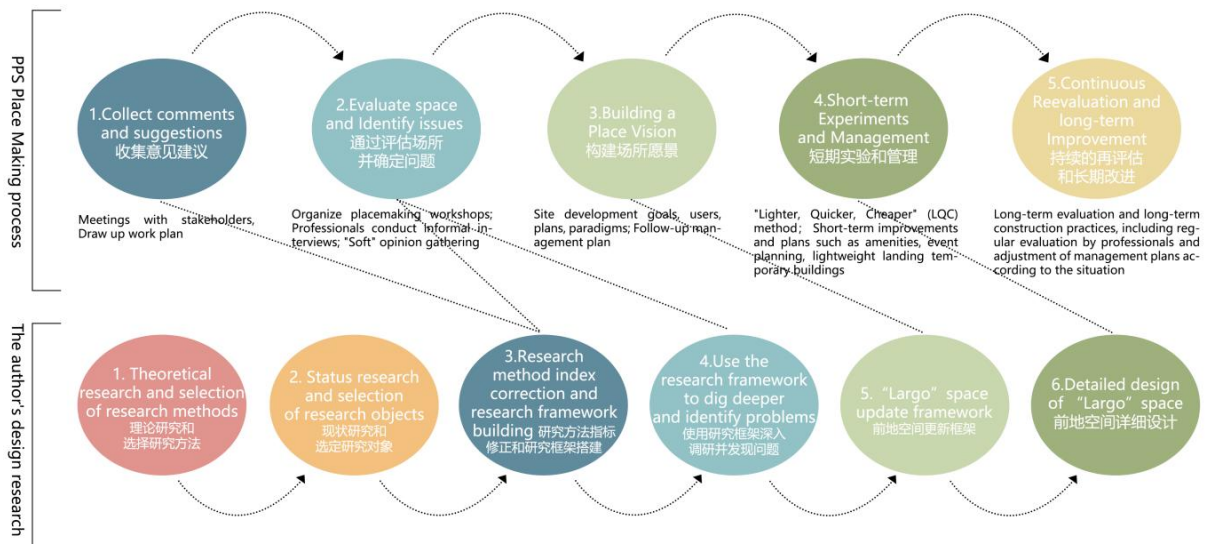 PPS Place Making process
1.Collect comments
and suggestions
收集意见建议
Meetings with stakeholders,
Draw up work plan
2.Evaluate space
and Identify issues
通过评估场所
并确定问题
Organize placemaking workshops;
Professionals conduct informal in-
terviews; "Soft" opinion gathering
3.Building a
Place Vision
构建场所愿景
Site development goals, users,
plans, paradigms; Follow-up man-
agement plan
4.Short-term
Experiments
and Management
短期实验和管理
"Lighter, Quicker, Cheaper" (LQC)
method; Short-term improvements
and plans such as amenities, event
planning, lightweight landing tem-
porary buildings
5.Continuous
Reevaluation and
long-term
Improvement
持续的再评估
和长期改进
Long-term evaluation and long-term
construction practices, including reg-
ular evaluation by professionals and
adjustment of management plans ac-
cording to the situation
The author's design research
1. Theoretical
research and selection
of research methods
理论研究和
选择研究方法
2. Status research
and selection
of research objects
现状研究和
选定研究对象
3.Research
method index
correction and
research framework
building 研究方法指标
修正和研究框架搭建
4.Use the
research framework
to dig deeper
and identify problems
使用研究框架深入
调研并发现问题
5. “Largo” space
update framework
前地空间更新框架
6.Detailed design
of “Largo” space
前地空间详细设计